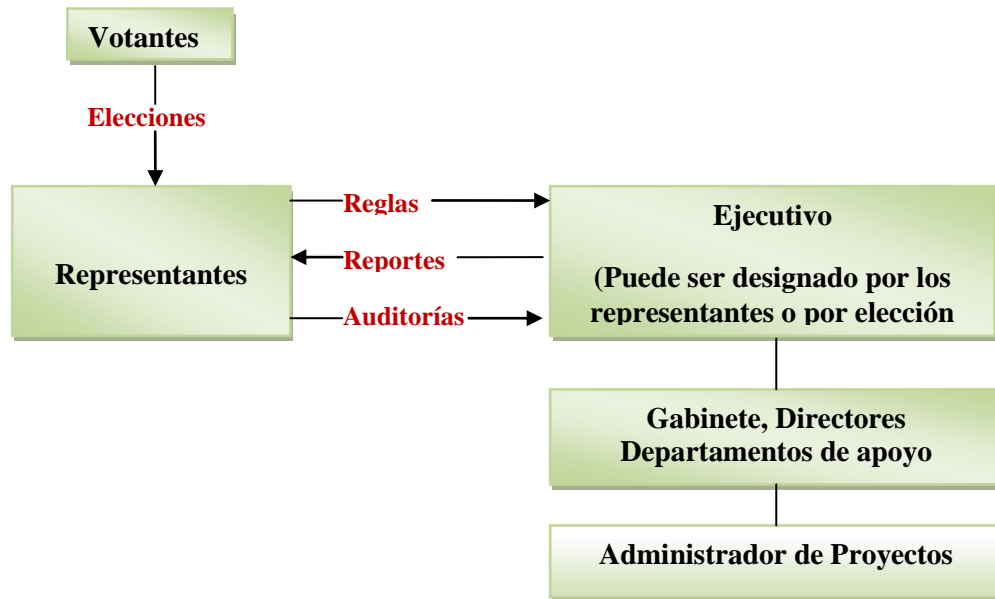 Votantes
Elecciones
Representantes
Reglas
Reportes
Auditorías
Ejecutivo
(Puede ser designado por los
representantes o por elección
Gabinete, Directores
Departamentos de apoyo
Administrador de Proyectos